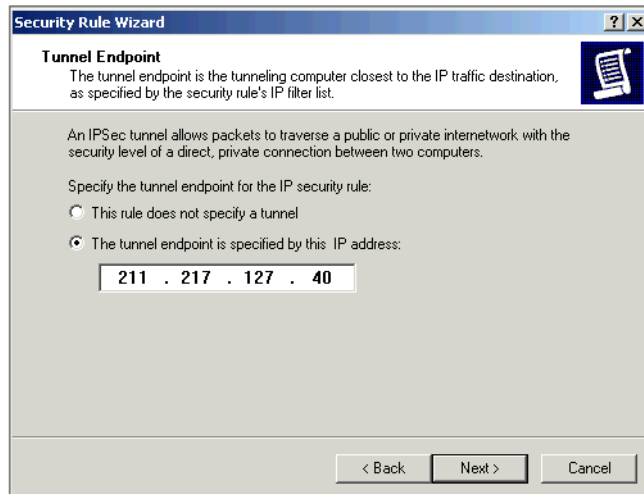 Security Rule Wizard
Tunnel Endpoint
The tunnel endpoint is the tunneling computer closest to the IP traffic destination,
as specified by the security rule's IP filter list.
An IPSec tunnel allows packets to traverse a public or private internetwork with the
security level of a direct, private connection between two computers.
Specify the tunnel endpoint for the IP security rule:
This rule does not specify a tunnel
The tunnel endpoint is specified by this IP address:
211 . 217 . 127 . 40
< Back Next > Cancel